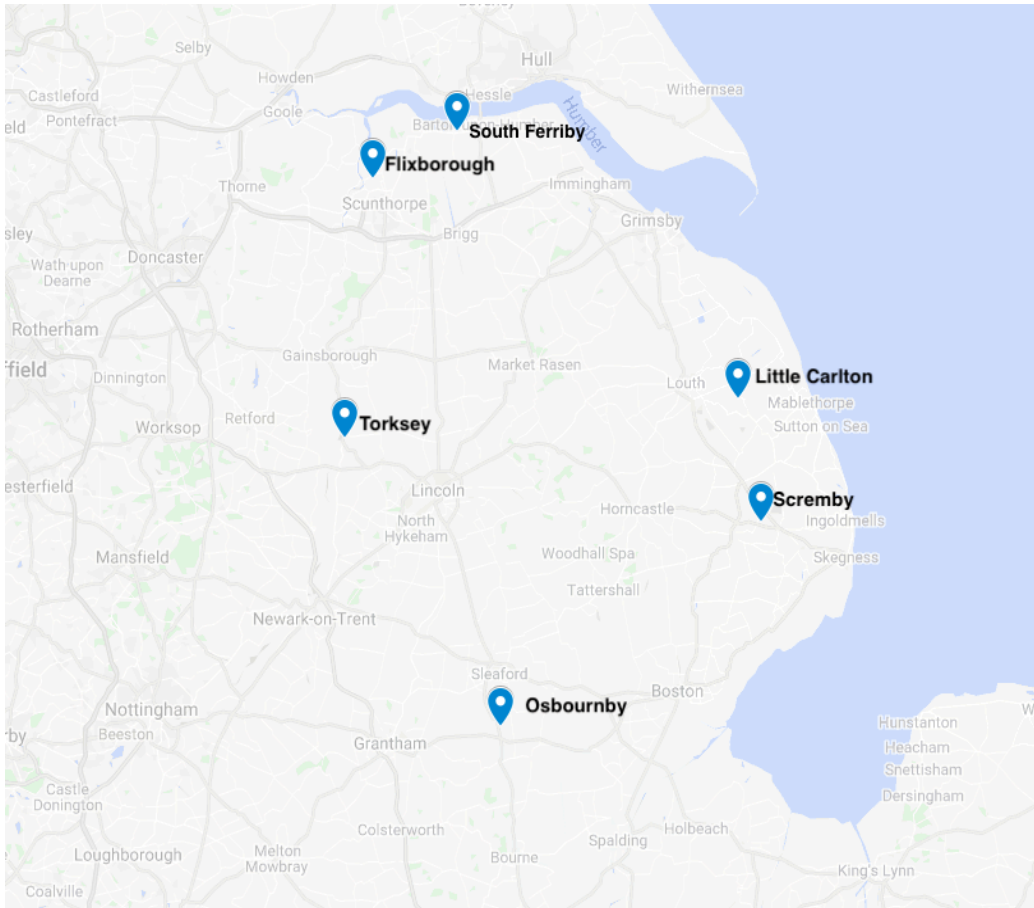 Beverley
Selby
Hull
Howden
Withernsea
Castleford
Hessle
Goole
Pontefract
Barton-upon-Humber
Humber
South Ferriby
Flixborough
Thorne
Immingham
Scunthorpe
Grimsby
Brigg
Doncaster
Wath upon
Dearne
Rotherham
Gainsborough
Market Rasen
ffield
Dinnington
Louth
Little Carlton
Mablethorpe
Retford
Torksey
Worksop
Sutton on Sea
esterfield
Lincoln
Scremby
Horncastle
Ingoldmells
North
Hykeham
Mansfield
Woodhall Spa
Skegness
Tattershall
Newark-on-Trent
Sleaford
Boston
Nottingham
Osbournby
Beeston
Hunstanton
Grantham
Heacham
Snettisham
Castle
Donington
Dersingham
Colsterworth
Holbeach
Spalding
Loughborough
Melton
Mowbray
Bourne
King's Lynn
Coalville